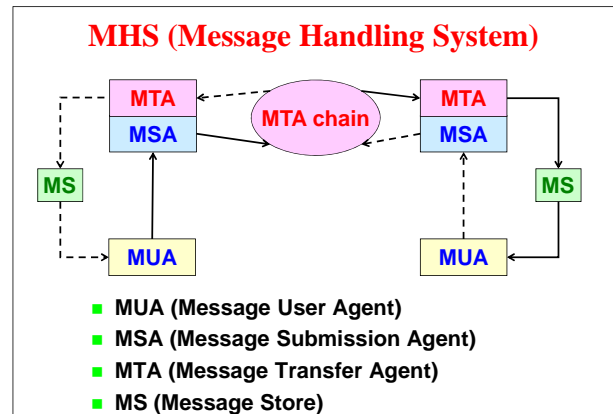 MHS (Message Handling System)
MTA
MTA
MTA chain
MSA
MSA
MS
MS
MUA
MUA
MUA (Message User Agent)
MSA (Message Submission Agent)
MTA (Message Transfer Agent)
MS (Message Store)